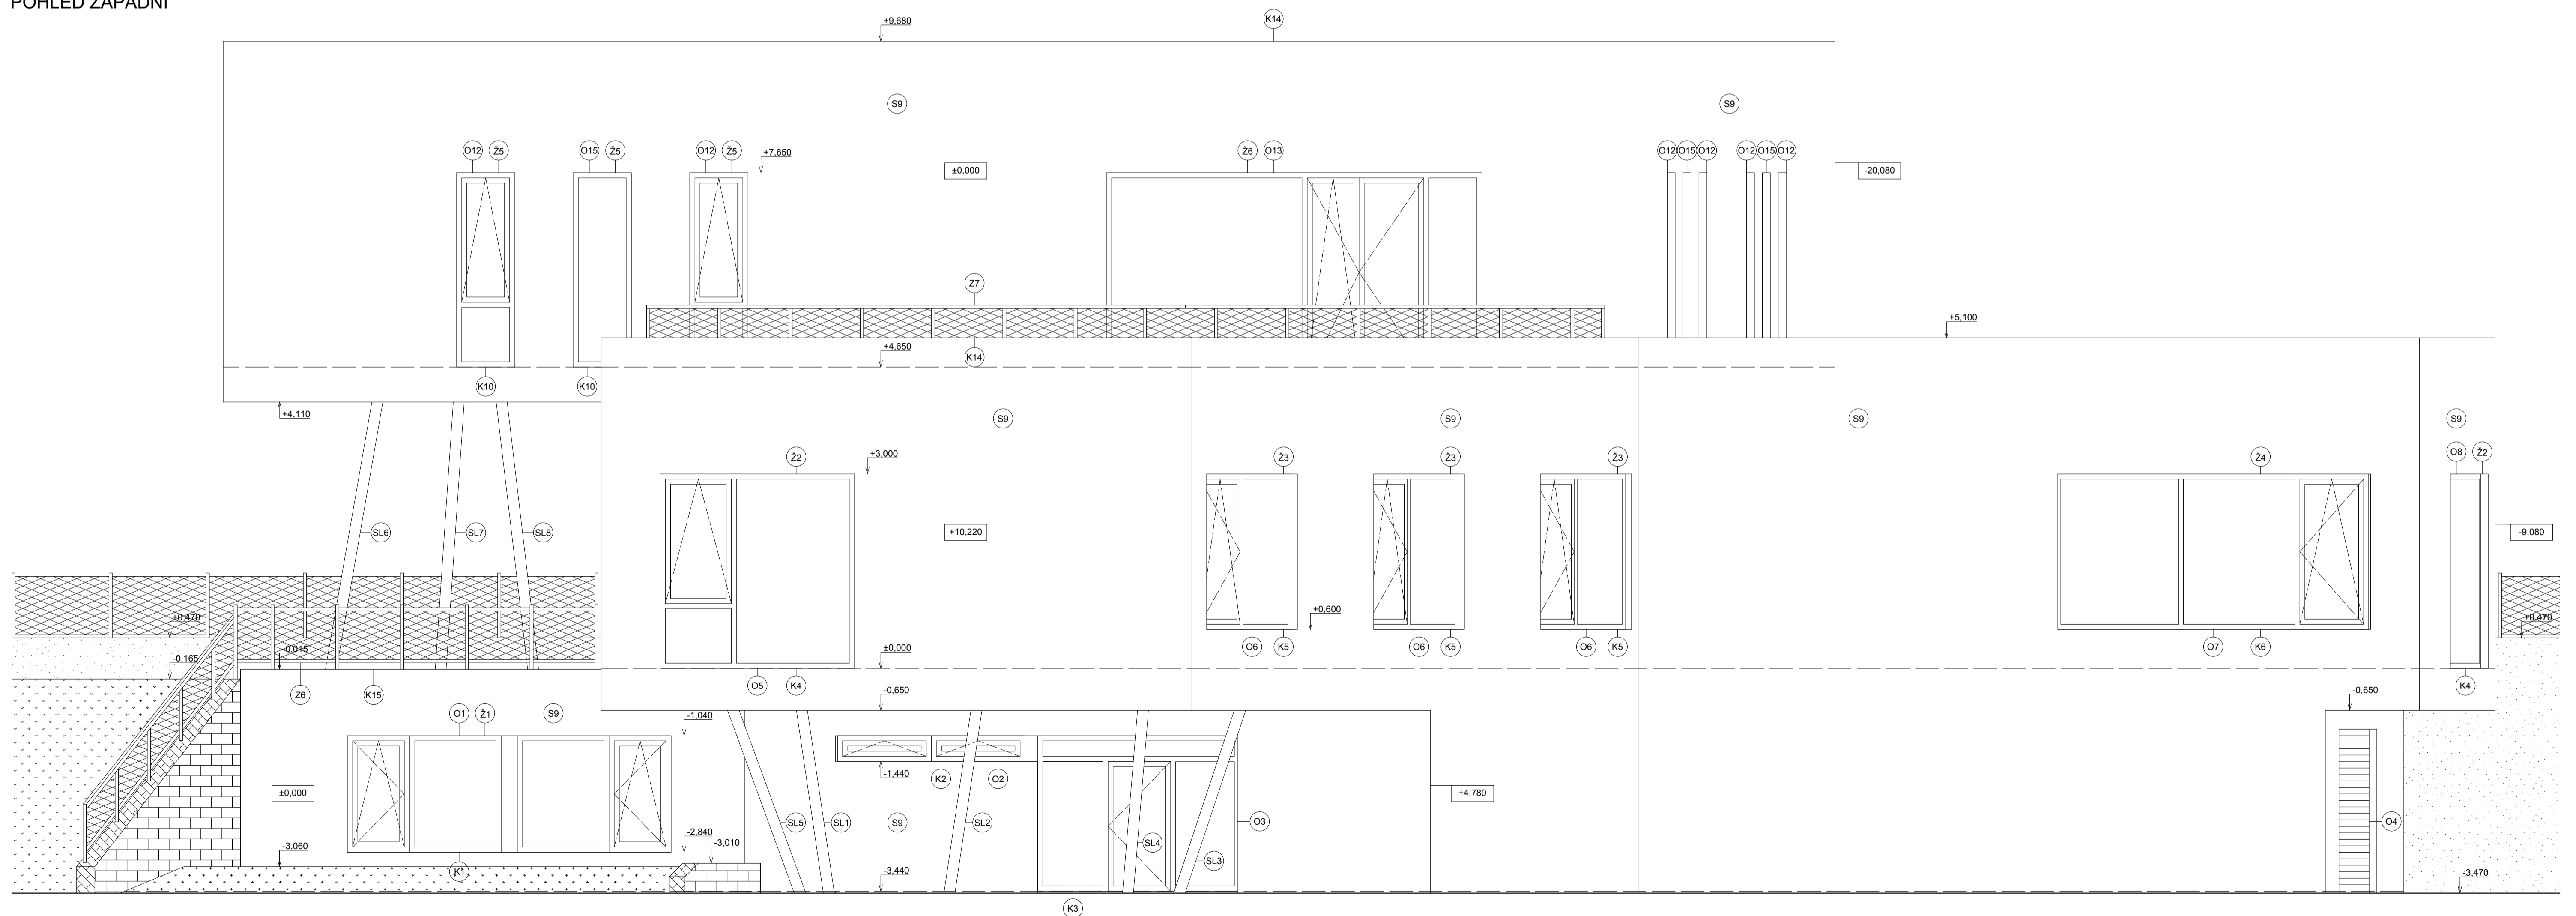 POHLED ZÁPADNÍ
K14
+9,680
S9 S9
O12 Ž5 O15 Ž5 O12 Ž5 +7,650 Ž6 O13 O12 O15 O12 O12 O15 O12
±0,000 -20,080
Z7
+5,100
+4,650 K14
K10 K10
+4,110
S9 S9 S9 S9
Ž2 +3,000 Ž3 Ž3 Ž3 Ž4 O8 Ž2
SL6 SL7 SL8 +10,220 -9,080
+0,470 +0,600 +0,470
-0,015 ±0,000 O6 K5 O6 K5 O6 K5 O7 K6
-0,165
Z6 K15 O5 K4 K4
-0,650 -0,650
O1 Ž1 S9 -1,040
-1,440 K2 O2
±0,000 +4,780
SL5 SL1 S9 SL2 O3 O4
-2,840 SL4
-3,060 -3,010 SL3
K1 -3,440 -3,470
K3